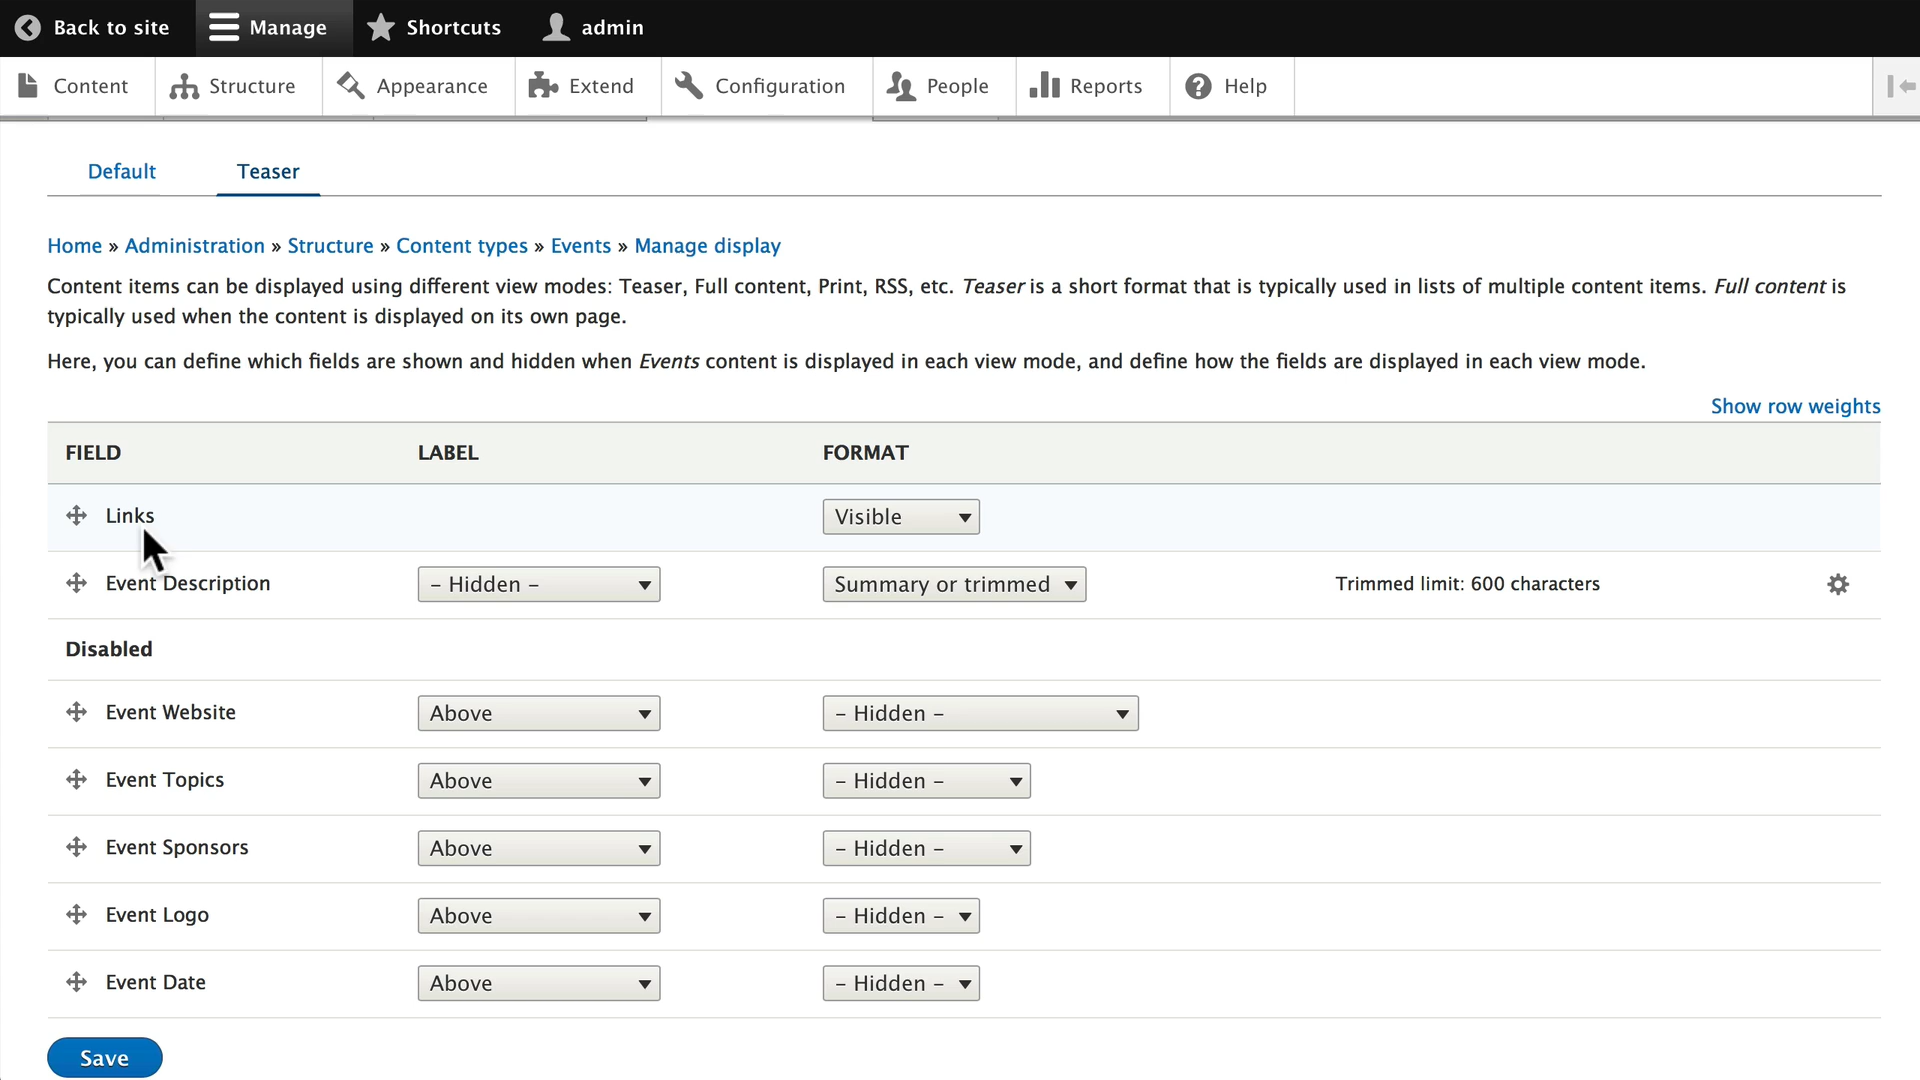 Back to site Manage Shortcuts admin
Content Structure Appearance Extend Configuration People Reports Help
Default Teaser
Home » Administration » Structure » Content types » Events » Manage display
Content items can be displayed using different view modes: Teaser, Full content, Print, RSS, etc. Teaser is a short format that is typically used in lists of multiple content items. Full content is
typically used when the content is displayed on its own page.
Here, you can define which fields are shown and hidden when Events content is displayed in each view mode, and define how the fields are displayed in each view mode.
Show row weights
FIELD LABEL FORMAT
Links Visible
Event Description – Hidden – Summary or trimmed Trimmed limit: 600 characters
Disabled
Event Website Above – Hidden –
Event Topics Above – Hidden –
Event Sponsors Above – Hidden –
Event Logo Above – Hidden –
Event Date Above – Hidden –
Save